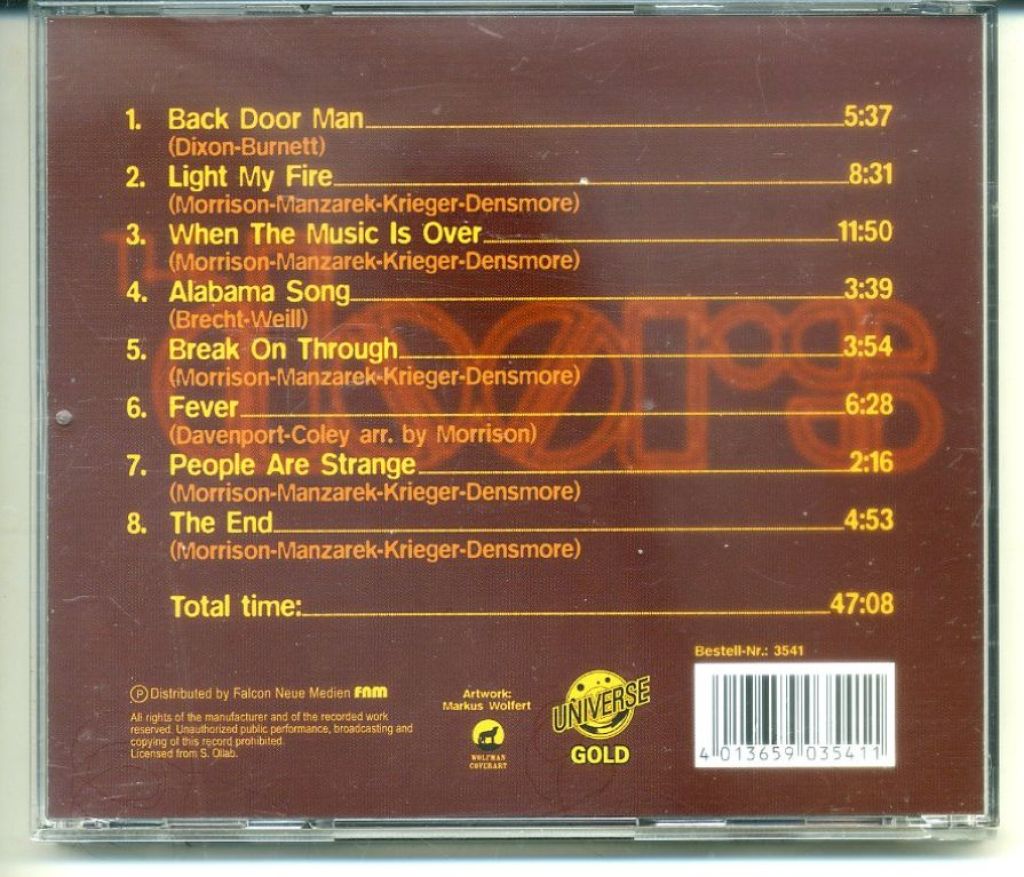 1. Back Door Man 5:37
(Dixon-Burnett)
2. Light My Fire 8:31
(Morrison-Manzarek-Krieger-Densmore)
3. When The Music Is Over 11:50
(Morrison-Manzarek-Krieger-Densmore)
4. Alabama Song 3:39
(Brecht-Weill)
5. Break On Through 3:54
(Morrison-Manzarek-Krieger-Densmore)
6. Fever 6:28
(Davenport-Coley arr. by Morrison)
7. People Are Strange 2:16
(Morrison-Manzarek-Krieger-Densmore)
8. The End 4:53
(Morrison-Manzarek-Krieger-Densmore)
Total time: 47:08
The
Doors
Bestell-Nr.: 3541
4 013659 035411
Ⓟ Distributed by Falcon Neue Medien FNM
All rights of the manufacturer and of the recorded work
reserved. Unauthorized public performance, broadcasting and
copying of this record prohibited.
Licensed from S. Ollab.
Artwork:
Markus Wolfert
WOLFMAN
COVERART
UNIVERSE
GOLD